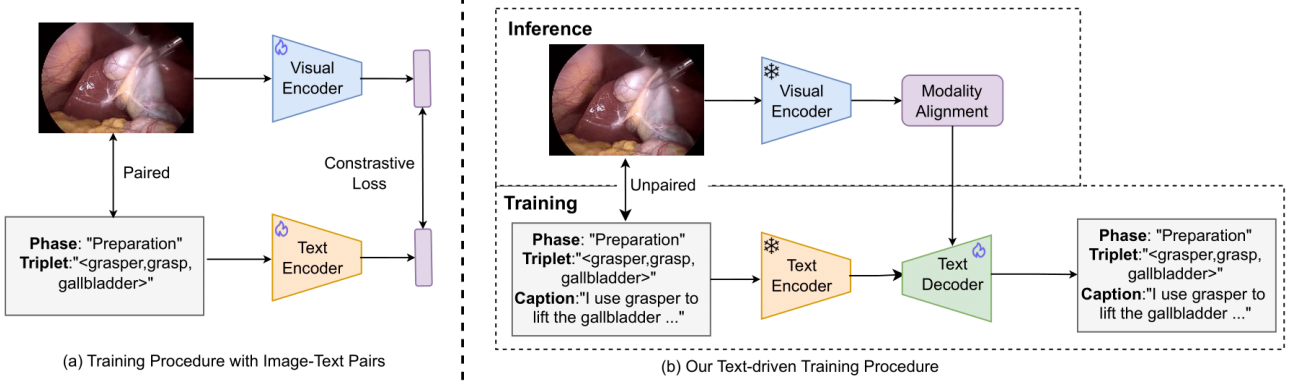 Visual
Encoder
Paired
Constrastive
Loss
Phase: "Preparation"
Triplet:"<grasper,grasp,
gallbladder>"
Text
Encoder
(a) Training Procedure with Image-Text Pairs
Inference
Visual
Encoder
Modality
Alignment
Unpaired
Training
Phase: "Preparation"
Triplet:"<grasper,grasp,
gallbladder>"
Caption:"I use grasper to
lift the gallbladder ..."
Text
Encoder
Text
Decoder
Phase: "Preparation"
Triplet:"<grasper,grasp,
gallbladder>"
Caption:"I use grasper to
lift the gallbladder ..."
(b) Our Text-driven Training Procedure